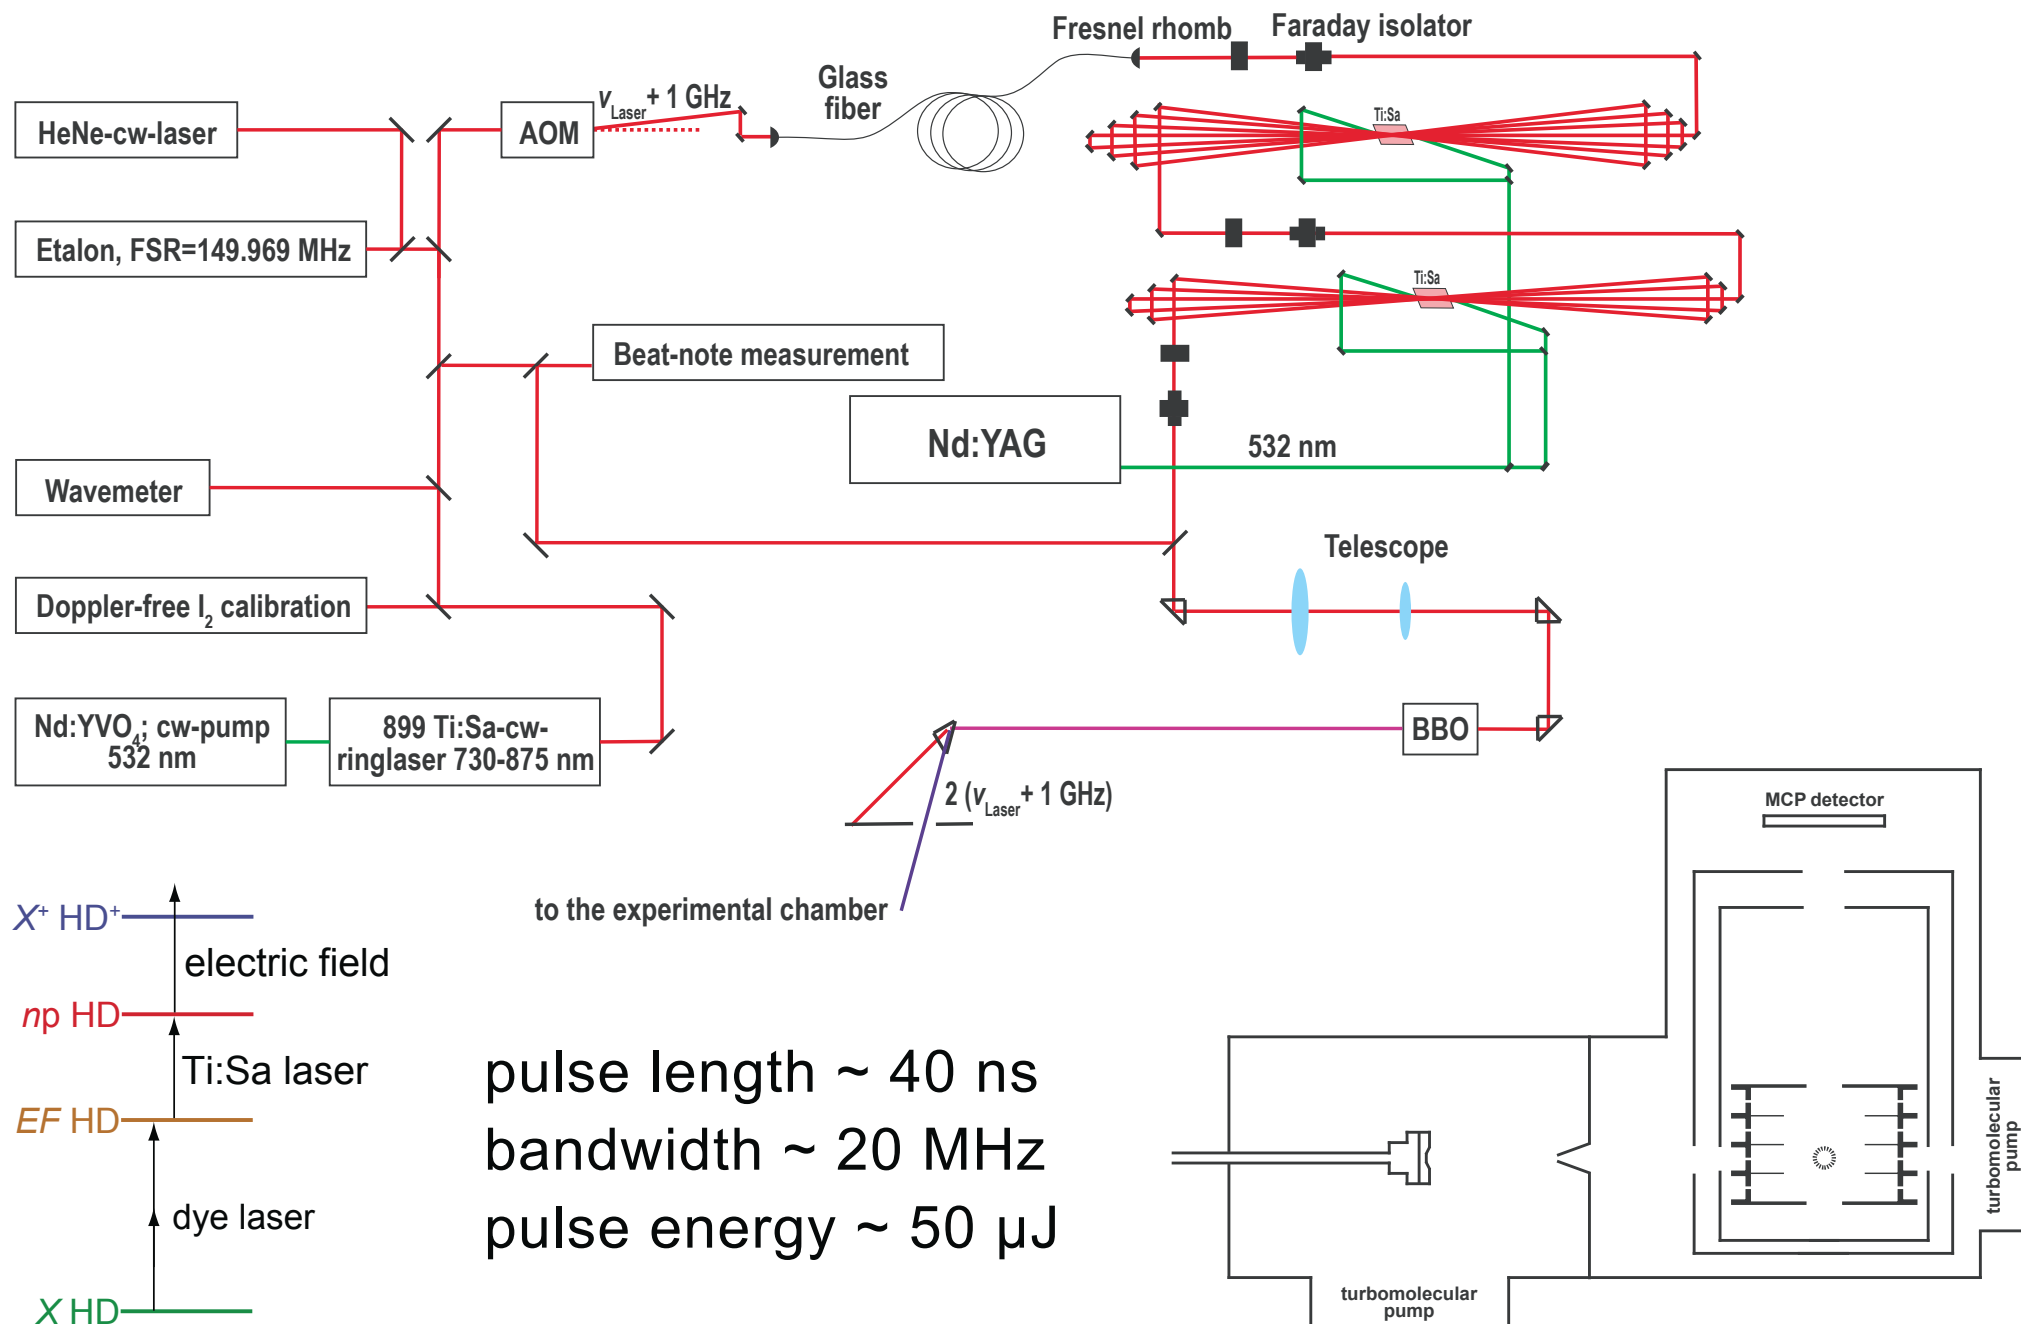 Fresnel rhomb
Faraday isolator
Glass
fiber
ν_Laser + 1 GHz
HeNe-cw-laser
AOM
Ti:Sa
Etalon, FSR=149.969 MHz
Ti:Sa
Beat-note measurement
Nd:YAG
532 nm
Wavemeter
Telescope
Doppler-free I₂ calibration
Nd:YVO₄; cw-pump
532 nm
899 Ti:Sa-cw-
ringlaser 730-875 nm
BBO
2 (ν_Laser + 1 GHz)
to the experimental chamber
MCP detector
X⁺ HD⁺
electric field
np HD
Ti:Sa laser
EF HD
dye laser
X HD
pulse length ~ 40 ns
bandwidth ~ 20 MHz
pulse energy ~ 50 µJ
turbomolecular
pump
turbomolecular
pump